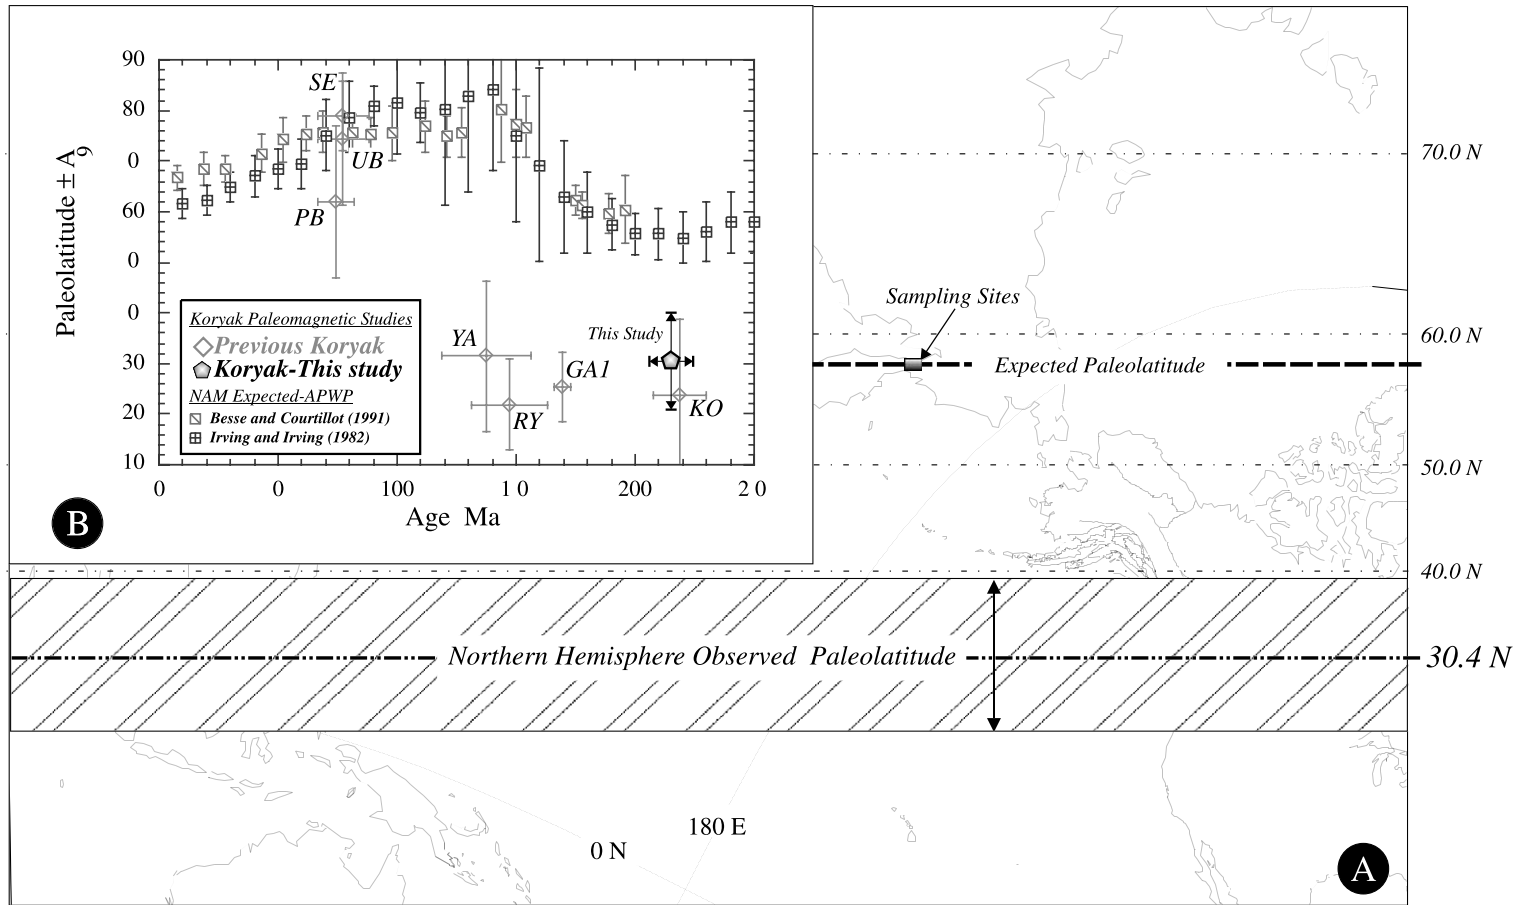 90
80
0
60
0
0
30
20
10
Paleolatitude ± A9
SE
UB
PB
YA
RY
GA1
This Study
KO
Koryak Paleomagnetic Studies
Previous Koryak
Koryak-This study
NAM Expected-APWP
Besse and Courtillot (1991)
Irving and Irving (1982)
0 0 100 1 0 200 2 0
Age Ma
B
70.0 N
Sampling Sites
60.0 N
Expected Paleolatitude
50.0 N
40.0 N
Northern Hemisphere Observed Paleolatitude
30.4 N
180 E
0 N
A